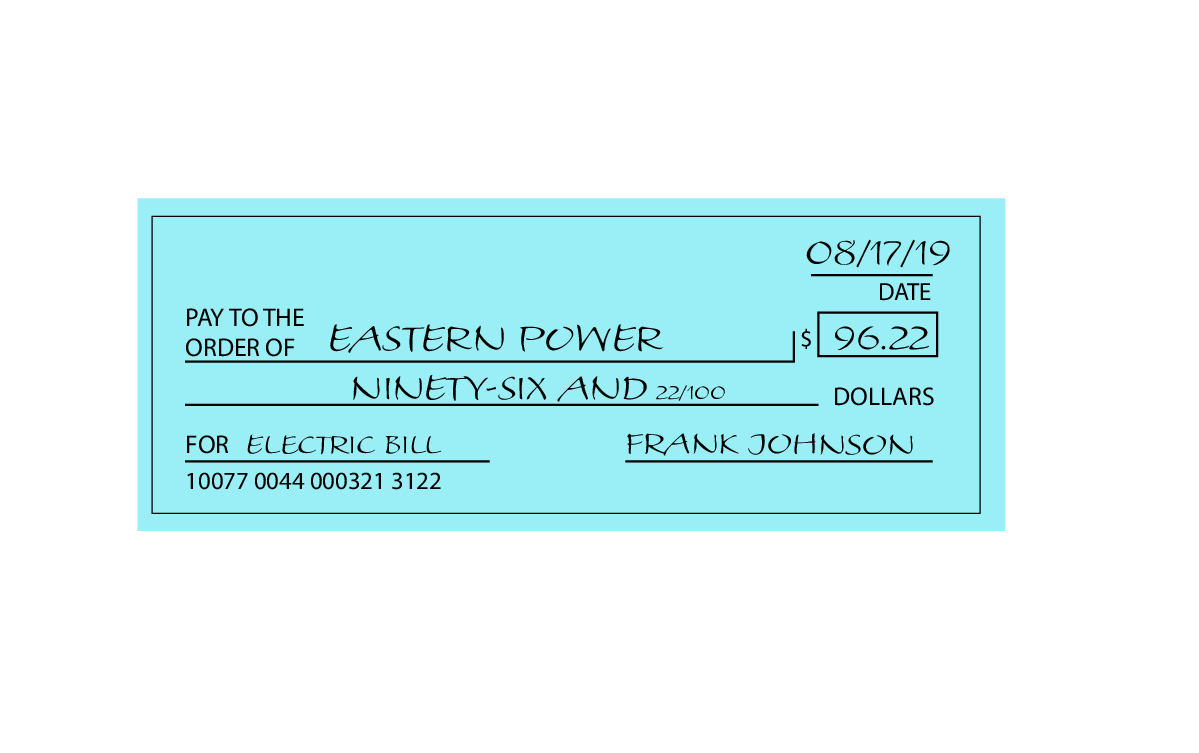 08/17/19
DATE
PAY TO THE
ORDER OF EASTERN POWER $ 96.22
NINETY-SIX AND 22/100 DOLLARS
FOR ELECTRIC BILL FRANK JOHNSON
10077 0044 000321 3122